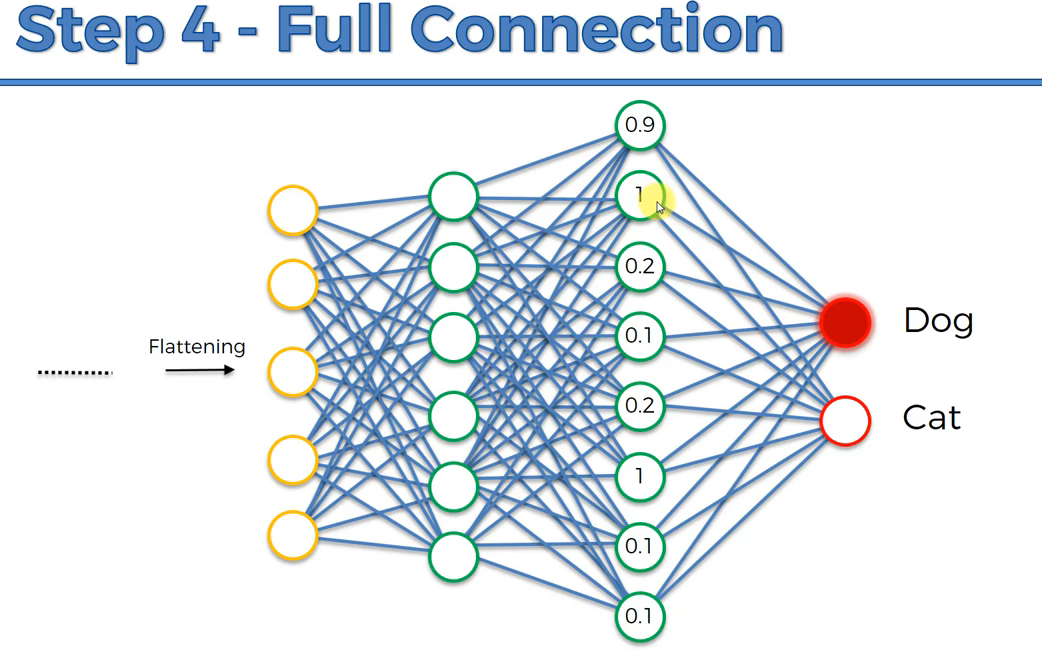 Step 4 - Full Connection
0.9
1
0.2
0.1
0.2
1
0.1
0.1
Flattening
Dog
Cat